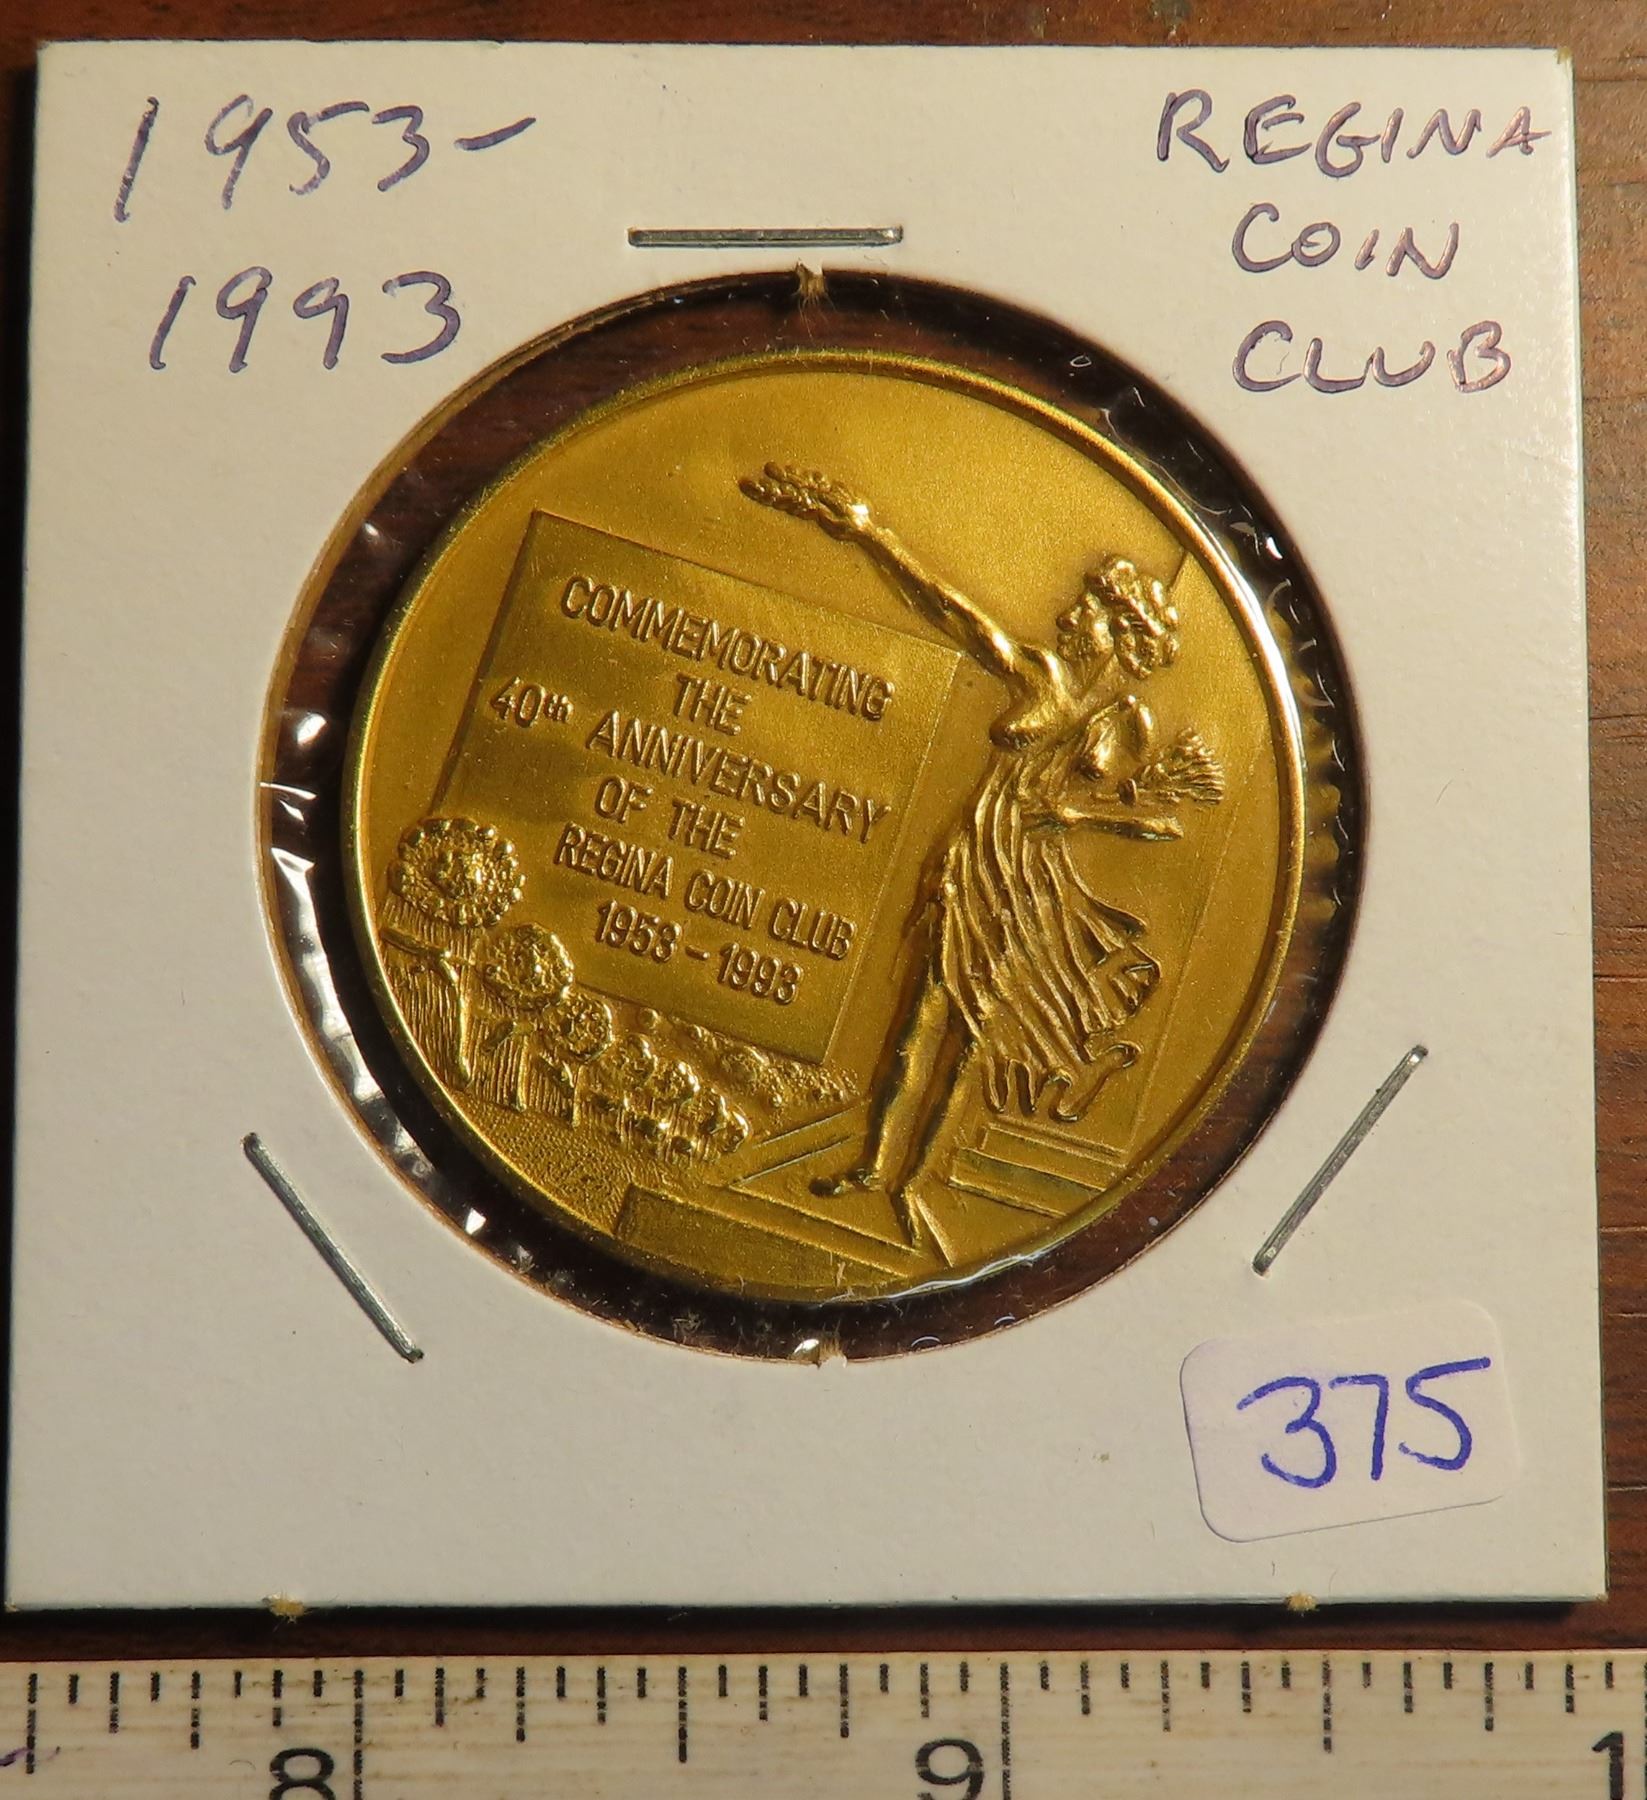 1953-
1993
REGINA
COIN
CLUB
COMMEMORATING
THE
40th ANNIVERSARY
OF THE
REGINA COIN CLUB
1953 - 1993
375
8
9
1